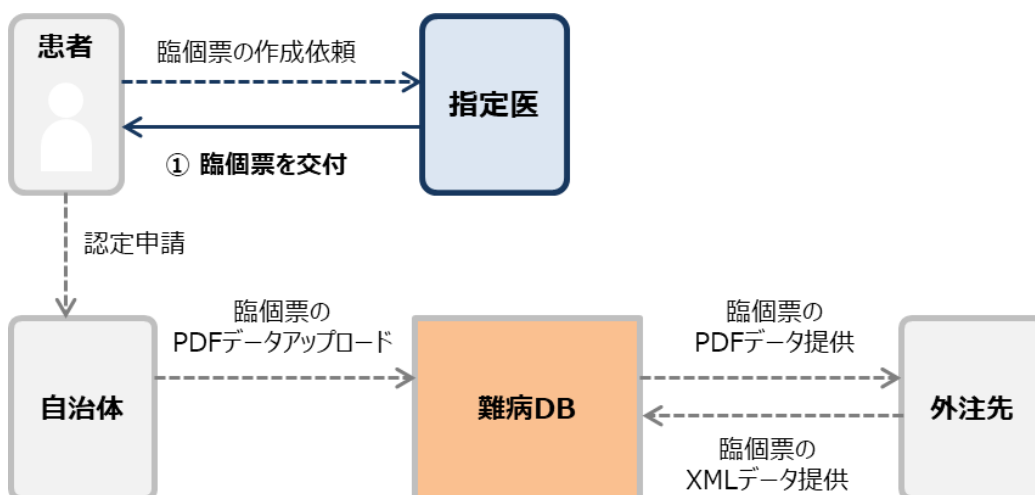 患者
臨個票の作成依頼
指定医
① 臨個票を交付
認定申請
臨個票の
PDFデータアップロード
臨個票の
PDFデータ提供
自治体
難病DB
外注先
臨個票の
XMLデータ提供